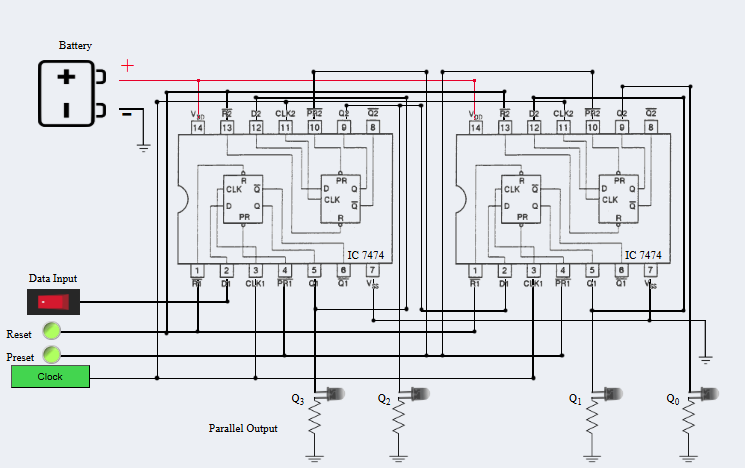 Battery
+
-
VDD R2 D2 CLK2 PR2 Q2 Q2
14 13 12 11 10 9 8
VDD R2 D2 CLK2 PR2 Q2 Q2
14 13 12 11 10 9 8
R
CLK Q
D Q
PR
PR
D Q
CLK
Q
R
IC 7474
R
CLK Q
D Q
PR
PR
D Q
CLK
Q
R
IC 7474
1 2 3 4 5 6 7
R1 D1 CLK1 PR1 Q1 Q1 VSS
1 2 3 4 5 6 7
R1 D1 CLK1 PR1 Q1 Q1 VSS
Data Input
Reset
Preset
Clock
Q3 Q2 Q1 Q0
Parallel Output